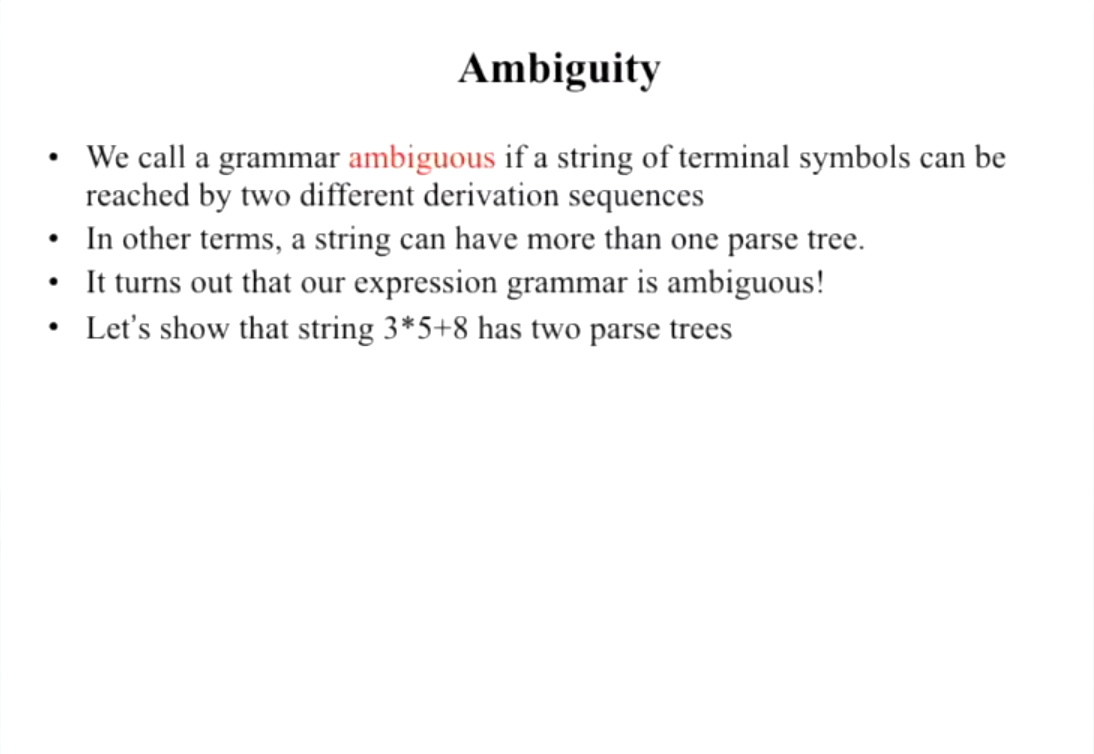 Ambiguity
• We call a grammar ambiguous if a string of terminal symbols can be
reached by two different derivation sequences
• In other terms, a string can have more than one parse tree.
• It turns out that our expression grammar is ambiguous!
• Let’s show that string 3*5+8 has two parse trees